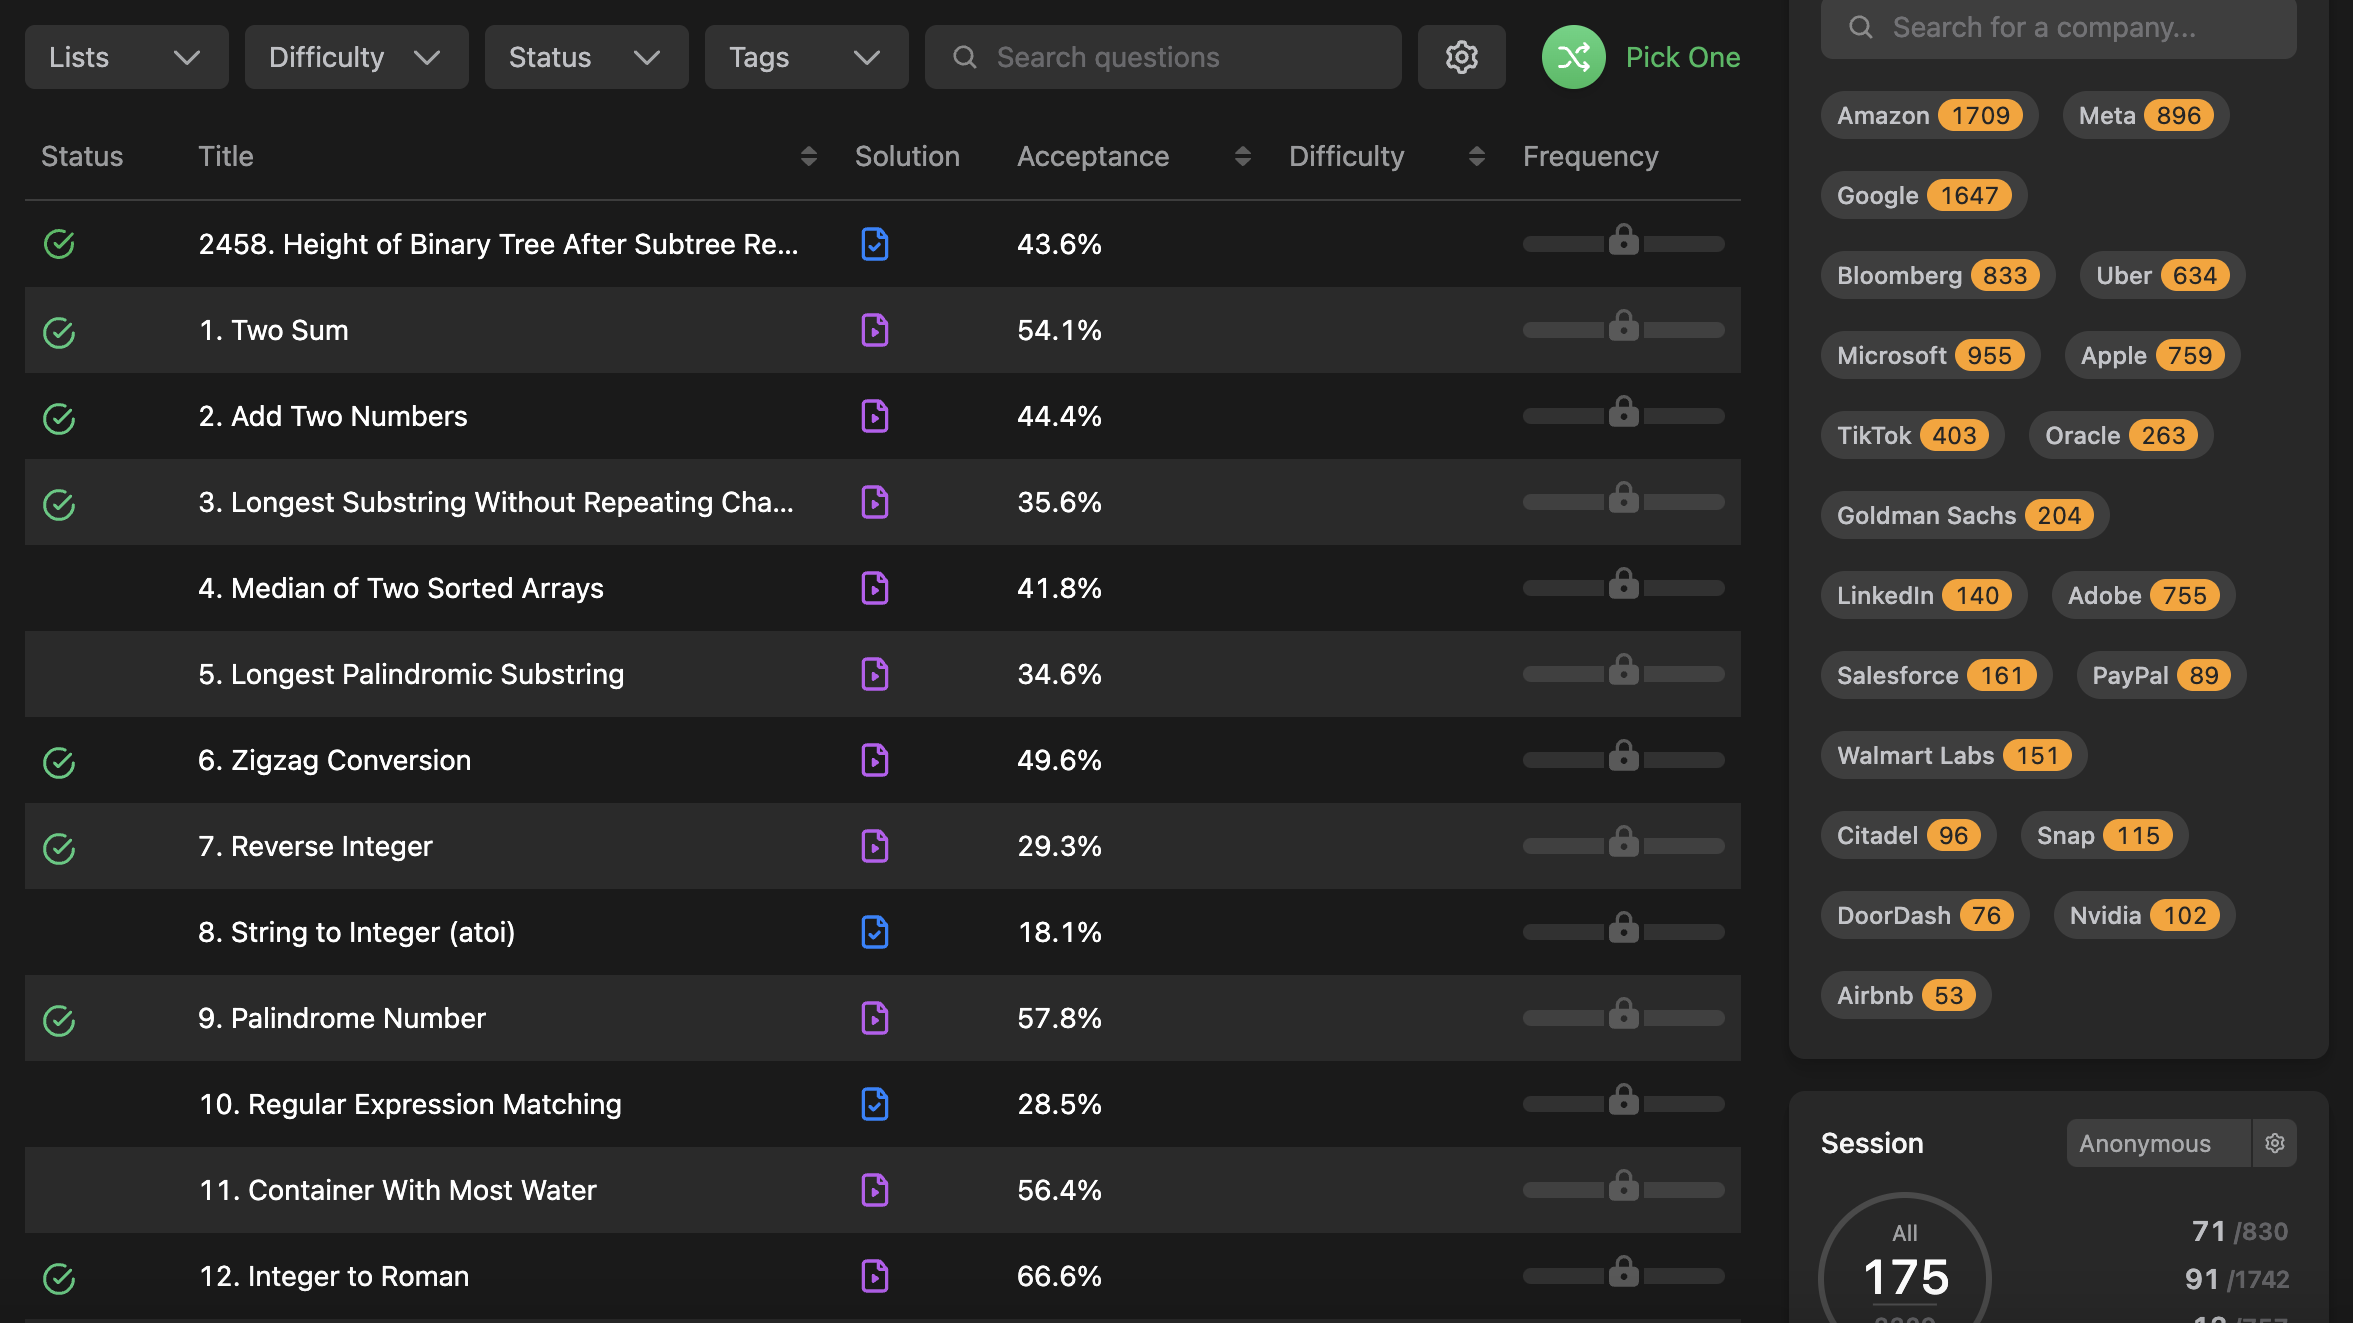 Lists Difficulty Status Tags Search questions Pick One
Status Title Solution Acceptance Difficulty Frequency
2458. Height of Binary Tree After Subtree Re... 43.6%
1. Two Sum 54.1%
2. Add Two Numbers 44.4%
3. Longest Substring Without Repeating Cha... 35.6%
4. Median of Two Sorted Arrays 41.8%
5. Longest Palindromic Substring 34.6%
6. Zigzag Conversion 49.6%
7. Reverse Integer 29.3%
8. String to Integer (atoi) 18.1%
9. Palindrome Number 57.8%
10. Regular Expression Matching 28.5%
11. Container With Most Water 56.4%
12. Integer to Roman 66.6%
Search for a company...
Amazon 1709 Meta 896
Google 1647
Bloomberg 833 Uber 634
Microsoft 955 Apple 759
TikTok 403 Oracle 263
Goldman Sachs 204
LinkedIn 140 Adobe 755
Salesforce 161 PayPal 89
Walmart Labs 151
Citadel 96 Snap 115
DoorDash 76 Nvidia 102
Airbnb 53
Session Anonymous
All
175
71 /830
91 /1742